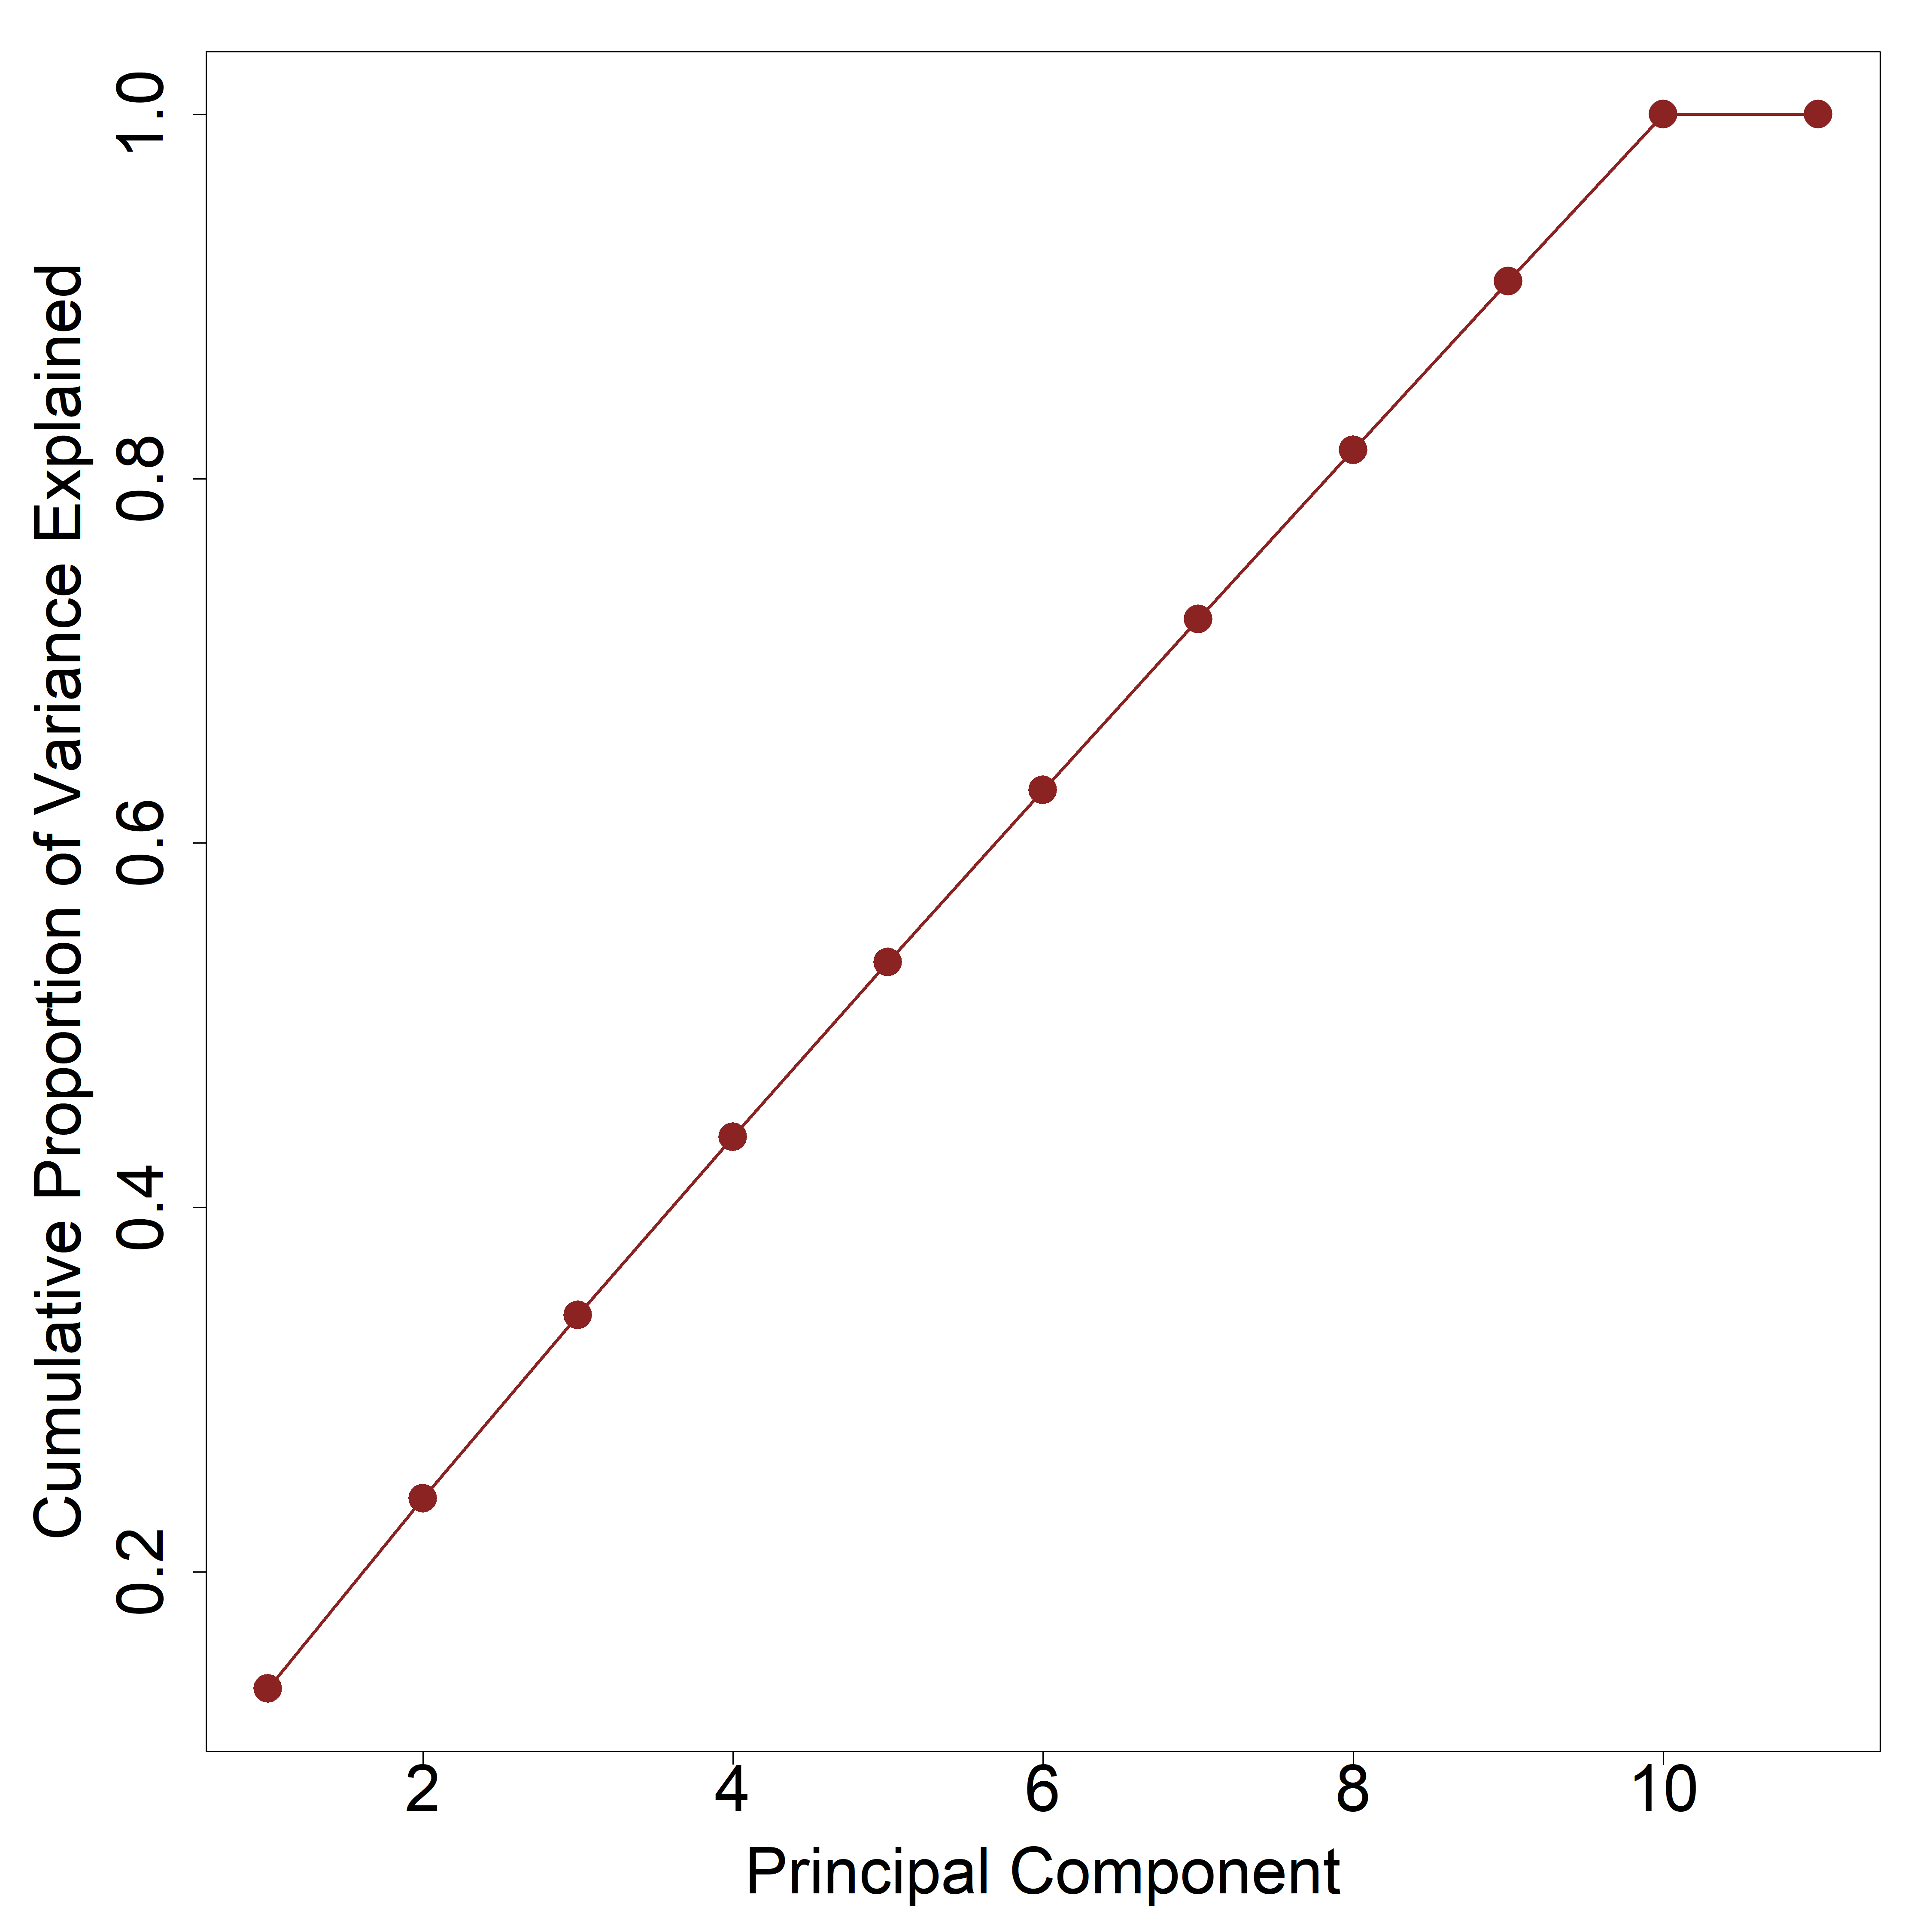 Cumulative Proportion of Variance Explained
1.0
0.8
0.6
0.4
0.2
2 4 6 8 10
Principal Component